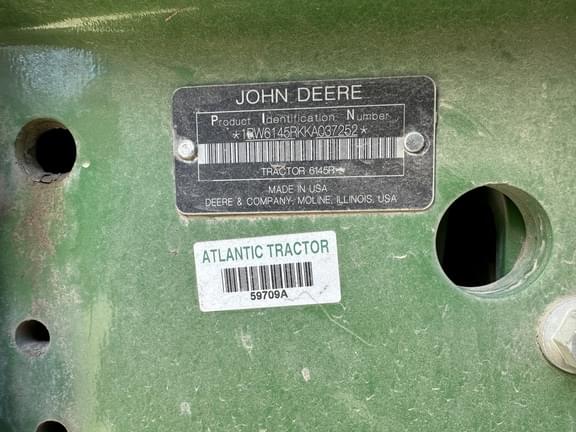 JOHN DEERE
Product Identification Number
*1RW6145RKKA037252*
TRACTOR 6145R
MADE IN USA
DEERE & COMPANY, MOLINE, ILLINOIS, USA
ATLANTIC TRACTOR
59709A